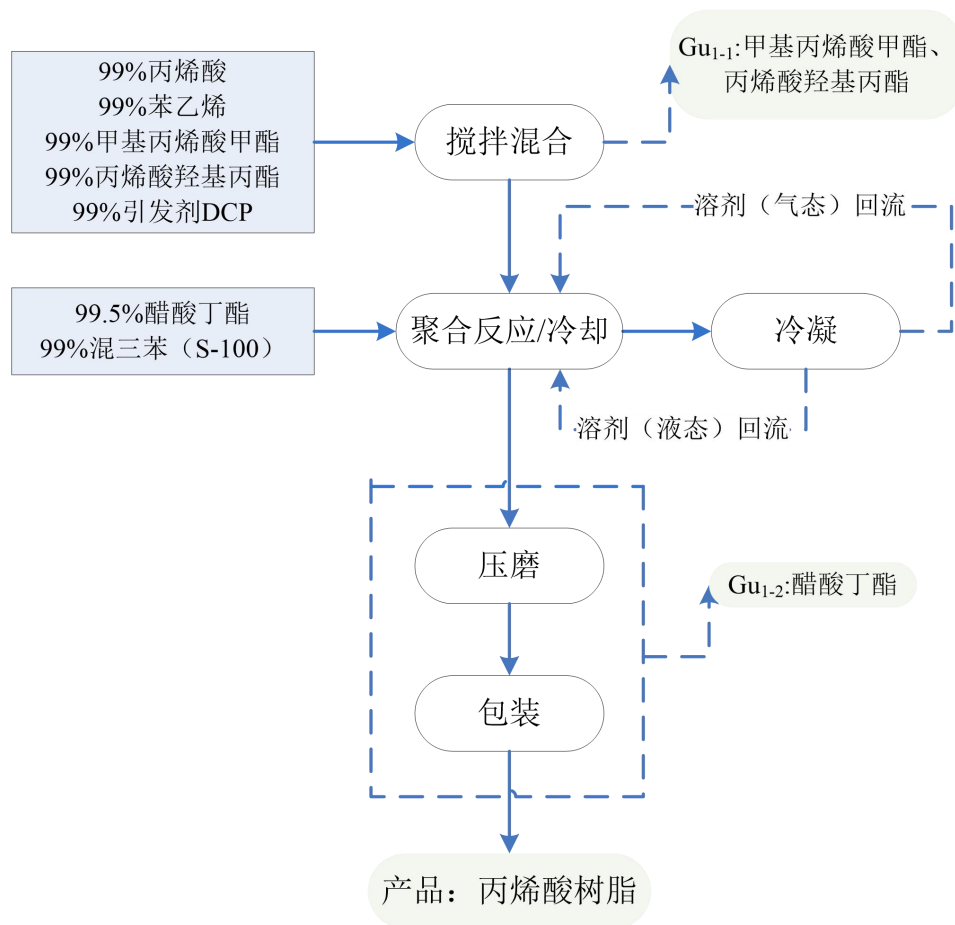 Gu1-1:甲基丙烯酸甲酯、
丙烯酸羟基丙酯
99%丙烯酸
99%苯乙烯
99%甲基丙烯酸甲酯
99%丙烯酸羟基丙酯
99%引发剂DCP
搅拌混合
溶剂（气态）回流
99.5%醋酸丁酯
99%混三苯（S-100）
聚合反应/冷却
冷凝
溶剂（液态）回流
压磨
Gu1-2:醋酸丁酯
包装
产品：丙烯酸树脂